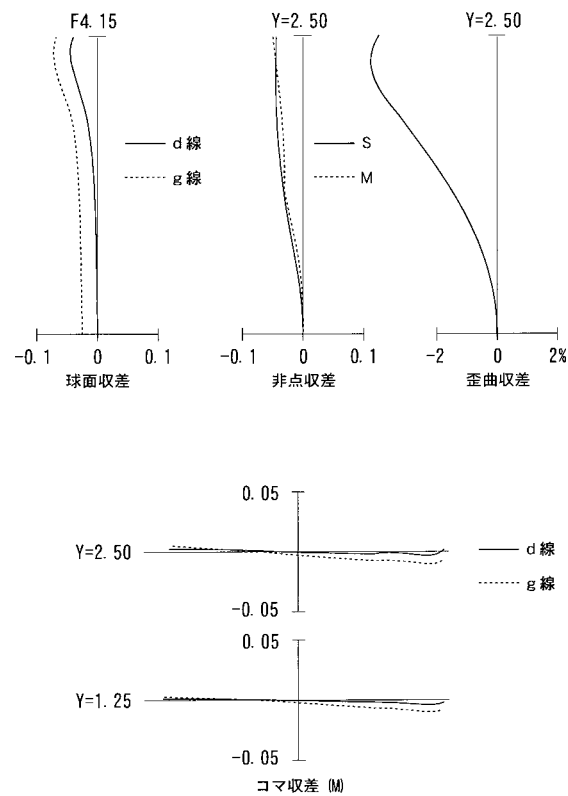 F4.15
Y=2.50
Y=2.50
d線
g線
S
M
-0.1 0 0.1
-0.1 0 0.1
-2 0 2%
球面収差
非点収差
歪曲収差
0.05
Y=2.50
-0.05
d線
g線
0.05
Y=1.25
-0.05
コマ収差 (M)